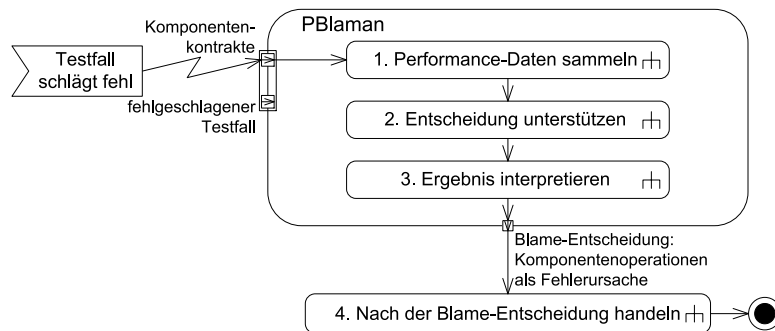 PBlaman
Komponenten-
kontrakte
Testfall
schlägt fehl
1. Performance-Daten sammeln
fehlgeschlagener
Testfall
2. Entscheidung unterstützen
3. Ergebnis interpretieren
Blame-Entscheidung:
Komponentenoperationen
als Fehlerursache
4. Nach der Blame-Entscheidung handeln